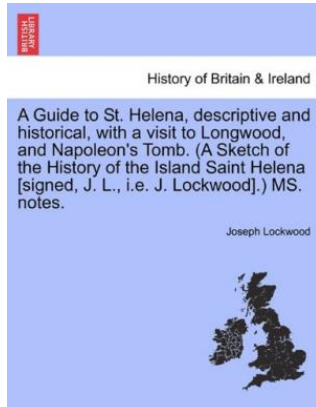 BRITISH
LIBRARY
History of Britain & Ireland
A Guide to St. Helena, descriptive and
historical, with a visit to Longwood,
and Napoleon's Tomb. (A Sketch of
the History of the Island Saint Helena
[signed, J. L., i.e. J. Lockwood].) MS.
notes.
Joseph Lockwood